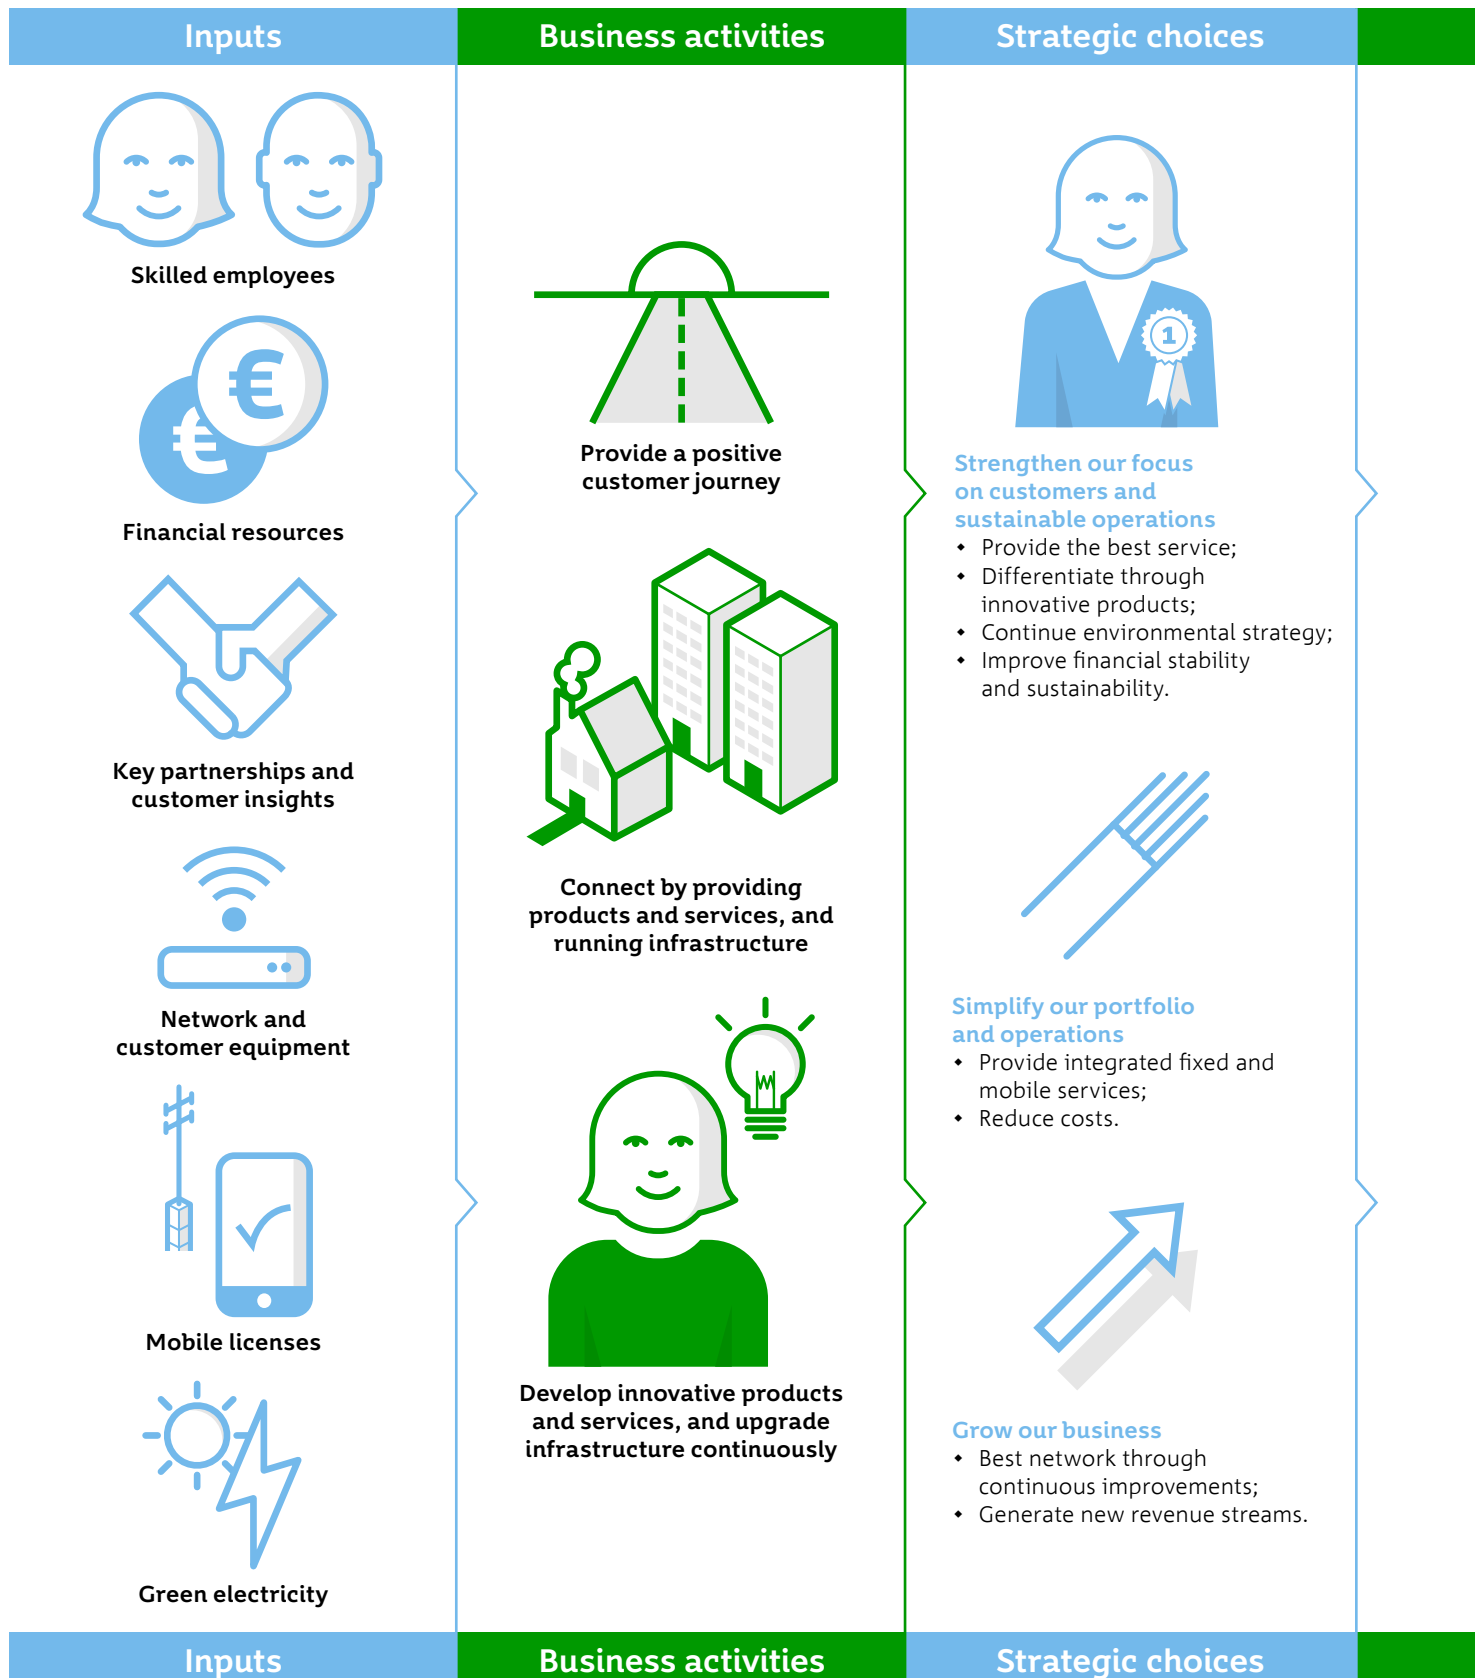 Inputs
Business activities
Strategic choices
Skilled employees
€
€
Financial resources
Key partnerships and
customer insights
Network and
customer equipment
Mobile licenses
Green electricity
Provide a positive
customer journey
Connect by providing
products and services, and
running infrastructure
Develop innovative products
and services, and upgrade
infrastructure continuously
1
Strengthen our focus
on customers and
sustainable operations
• Provide the best service;
• Differentiate through
innovative products;
• Continue environmental strategy;
• Improve financial stability
and sustainability.
Simplify our portfolio
and operations
• Provide integrated fixed and
mobile services;
• Reduce costs.
Grow our business
• Best network through
continuous improvements;
• Generate new revenue streams.
Inputs
Business activities
Strategic choices